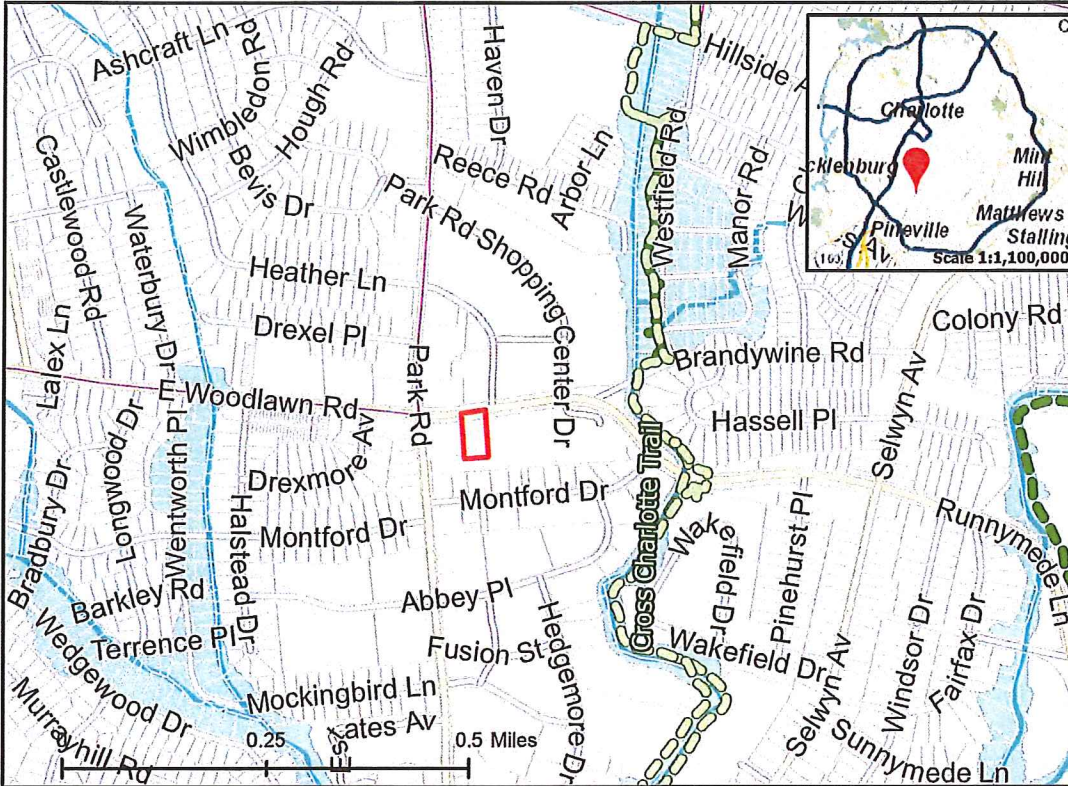 Ashcraft Ln
Wimbledon Rd
Hough Rd
Haven Dr
Hillside
Castlewood Rd
Bevis Dr
Reece Rd
Arbor Ln
Westfield Rd
Manor Rd
Park Rd Shopping Center Dr
Waterbury Dr
Heather Ln
Lalex Ln
Drexel Pl
Park Rd
Brandywine Rd
Colony Rd
E Woodlawn Rd
Hassell Pl
Selwyn Av
Longwood Dr
Wentworth Pl
Drexmore Av
Bradbury Dr
Halstead Dr
Montford Dr
Montford Dr
Cross Charlotte Trail
Wakefield Dr
Pinehurst Pl
Runnymede Ln
Barkley Rd
Abbey Pl
Terrence Pl
Fusion St
Hedgemore Dr
Wakefield Dr
Windsor Dr
Fairfax Dr
Wedgewood Dr
Mockingbird Ln
Selwyn Av
Sunnymede Ln
Murrayhill Rd
Estates Av
0.25
0.5 Miles
Charlotte
cklenburg
Mint
Hill
Matthews
Stalling
Pineville
Scale 1:1,100,000